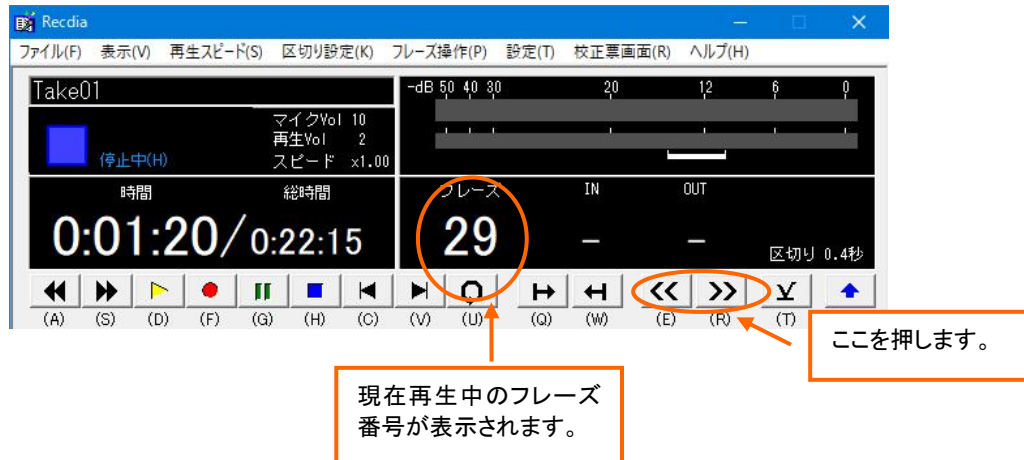 Recdia
ファイル(F) 表示(V) 再生スピード(S) 区切り設定(K) フレーズ操作(P) 設定(T) 校正票画面(R) ヘルプ(H)
Take01
-dB 50 40 30 20 12 6 0
マイクVol 10
再生Vol 2
停止中(H)
スピード x1.00
時間 総時間 フレーズ IN OUT
0:01:20/0:22:15 29 – –
区切り 0.4秒
(A) (S) (D) (F) (G) (H) (C) (V) (U) (Q) (W) (E) (R) (T)
ここを押します。
現在再生中のフレーズ
番号が表示されます。